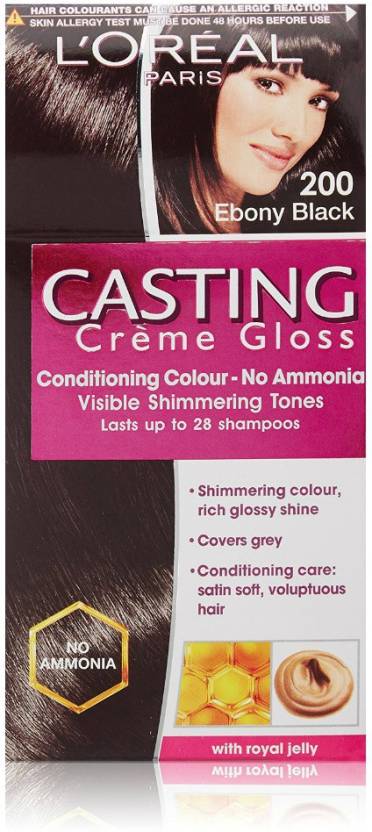 HAIR COLOURANTS CAN CAUSE AN ALLERGIC REACTION
SKIN ALLERGY TEST MUST BE DONE 48 HOURS BEFORE USE
L'ORÉAL
PARIS
200
Ebony Black
CASTING
Crème Gloss
Conditioning Colour - No Ammonia
Visible Shimmering Tones
Lasts up to 28 shampoos
• Shimmering colour,
rich glossy shine
• Covers grey
• Conditioning care:
satin soft, voluptuous
hair
NO
AMMONIA
with royal jelly